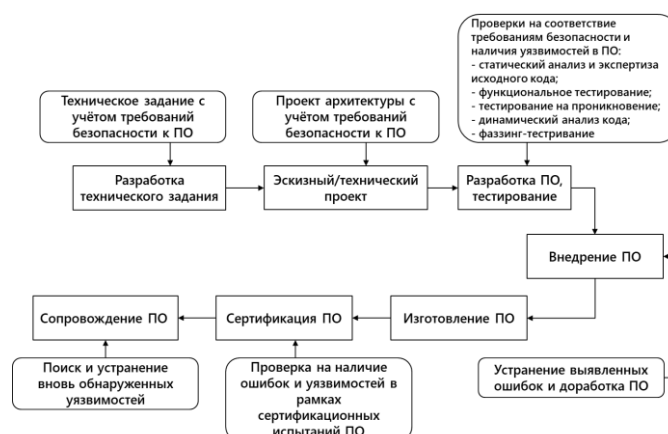 Проверки на соответствие
требованиям безопасности и
наличия уязвимостей в ПО:
- статический анализ и экспертиза
исходного кода;
- функциональное тестирование;
- тестирование на проникновение;
- динамический анализ кода;
- фаззинг-тестривание
Техническое задание с
учётом требований
безопасности к ПО
Проект архитектуры с
учётом требований
безопасности к ПО
Разработка
технического задания
Эскизный/технический
проект
Разработка ПО,
тестирование
Внедрение ПО
Сопровождение ПО
Сертификация ПО
Изготовление ПО
Поиск и устранение
вновь обнаруженных
уязвимостей
Проверка на наличие
ошибок и уязвимостей в
рамках
сертификационных
испытаний ПО
Устранение выявленных
ошибок и доработка ПО